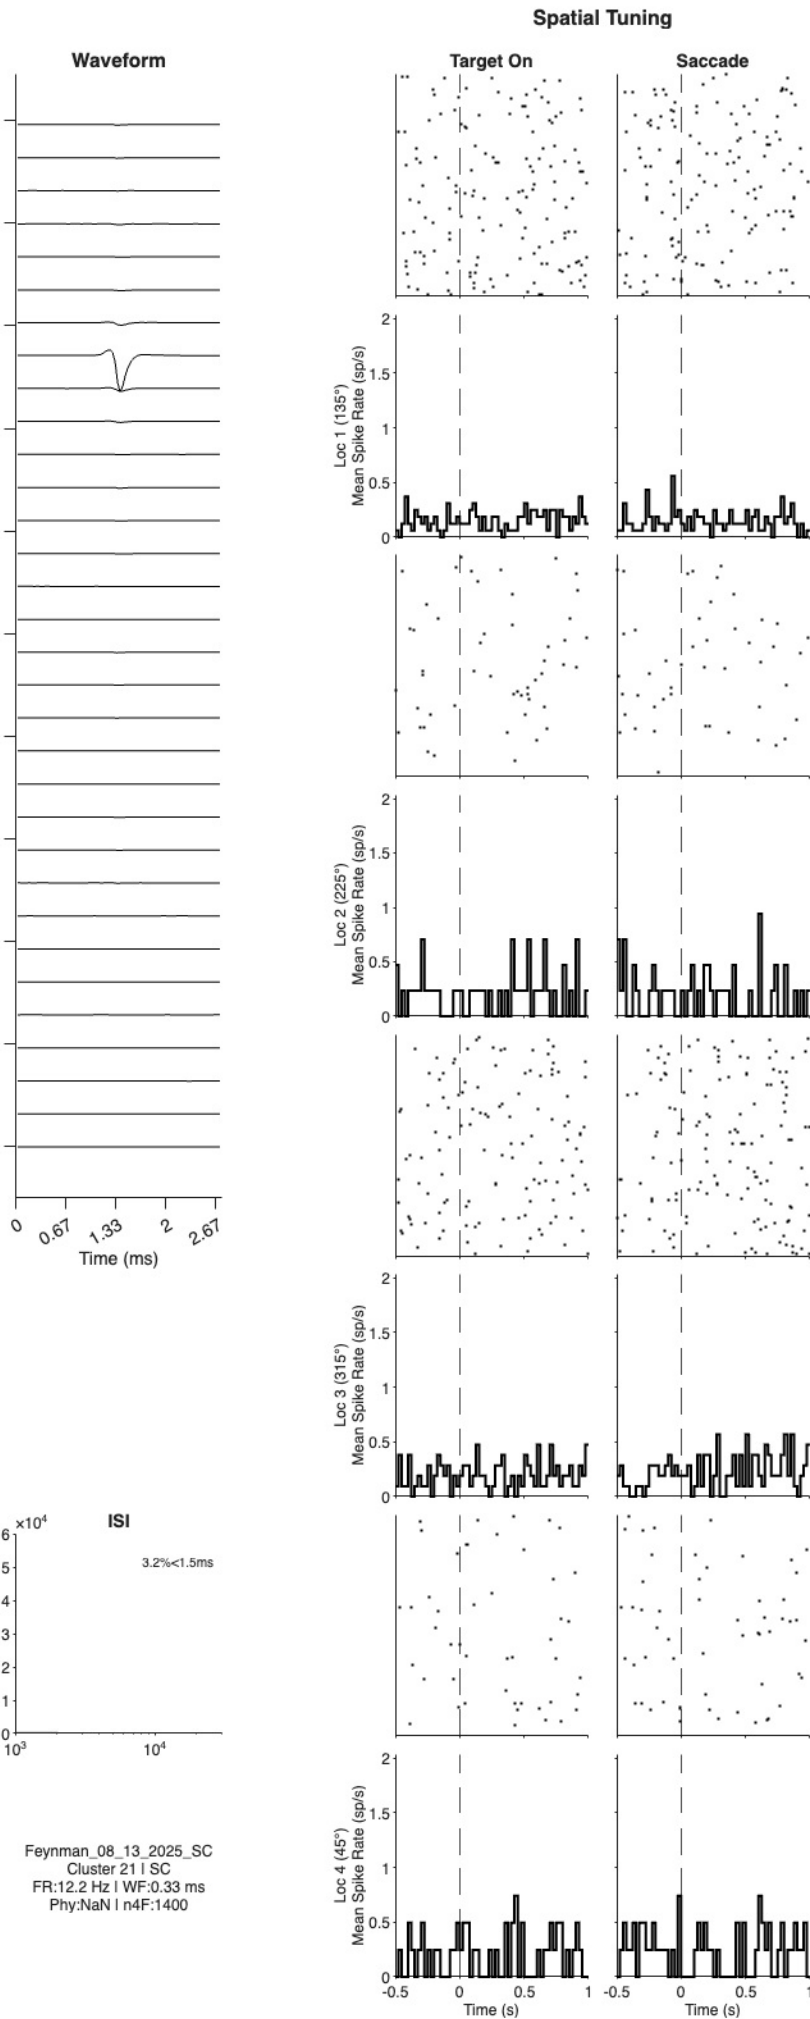 Spatial Tuning
Waveform
Target On
Saccade
2
1.5
1
0.5
0
Loc 1 (135°)
Mean Spike Rate (sp/s)
2
1.5
1
0.5
0
Loc 2 (225°)
Mean Spike Rate (sp/s)
0 0.67 1.33 2 2.67
Time (ms)
2
1.5
1
0.5
0
Loc 3 (315°)
Mean Spike Rate (sp/s)
×10⁴
ISI
3.2%<1.5ms
6
5
4
3
2
1
0
10³ 10⁴
2
1.5
1
0.5
0
Loc 4 (45°)
Mean Spike Rate (sp/s)
Feynman_08_13_2025_SC
Cluster 21 | SC
FR:12.2 Hz | WF:0.33 ms
Phy:NaN | n4F:1400
-0.5 0 0.5 1
-0.5 0 0.5 1
Time (s)
Time (s)